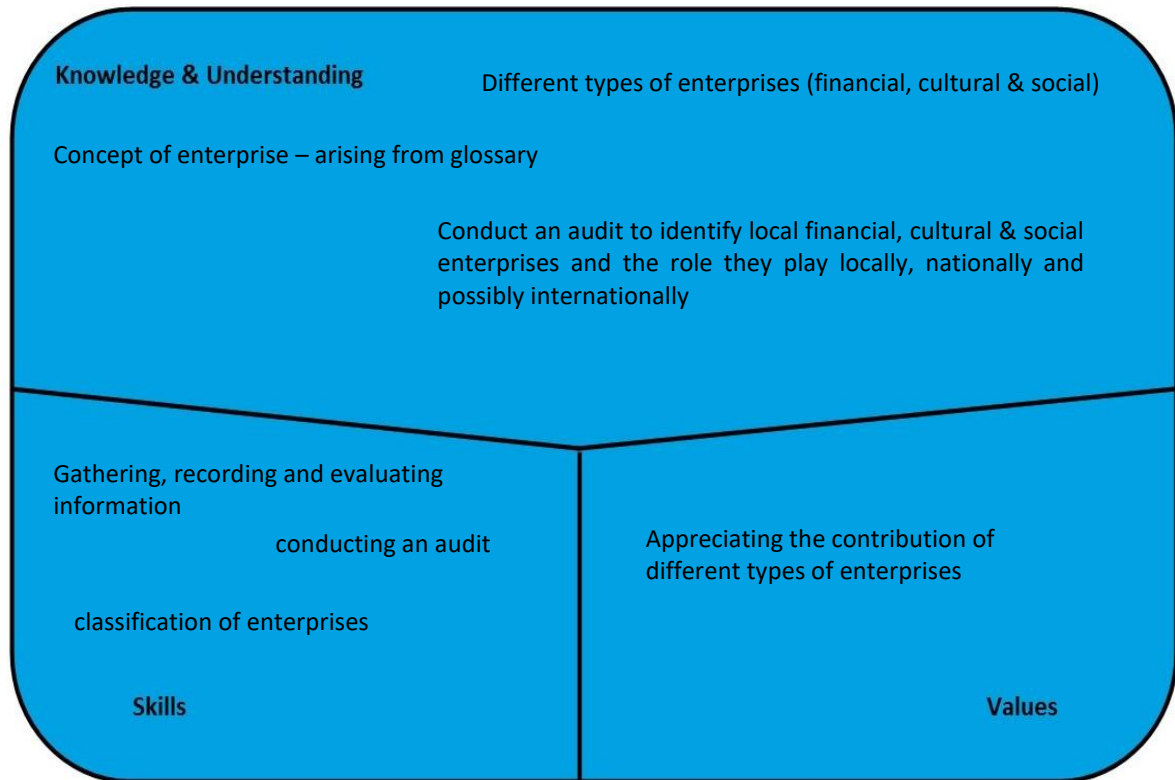 Knowledge & Understanding
Different types of enterprises (financial, cultural & social)
Concept of enterprise – arising from glossary
Conduct an audit to identify local financial, cultural & social
enterprises and the role they play locally, nationally and
possibly internationally
Gathering, recording and evaluating
information
conducting an audit
classification of enterprises
Skills
Appreciating the contribution of
different types of enterprises
Values